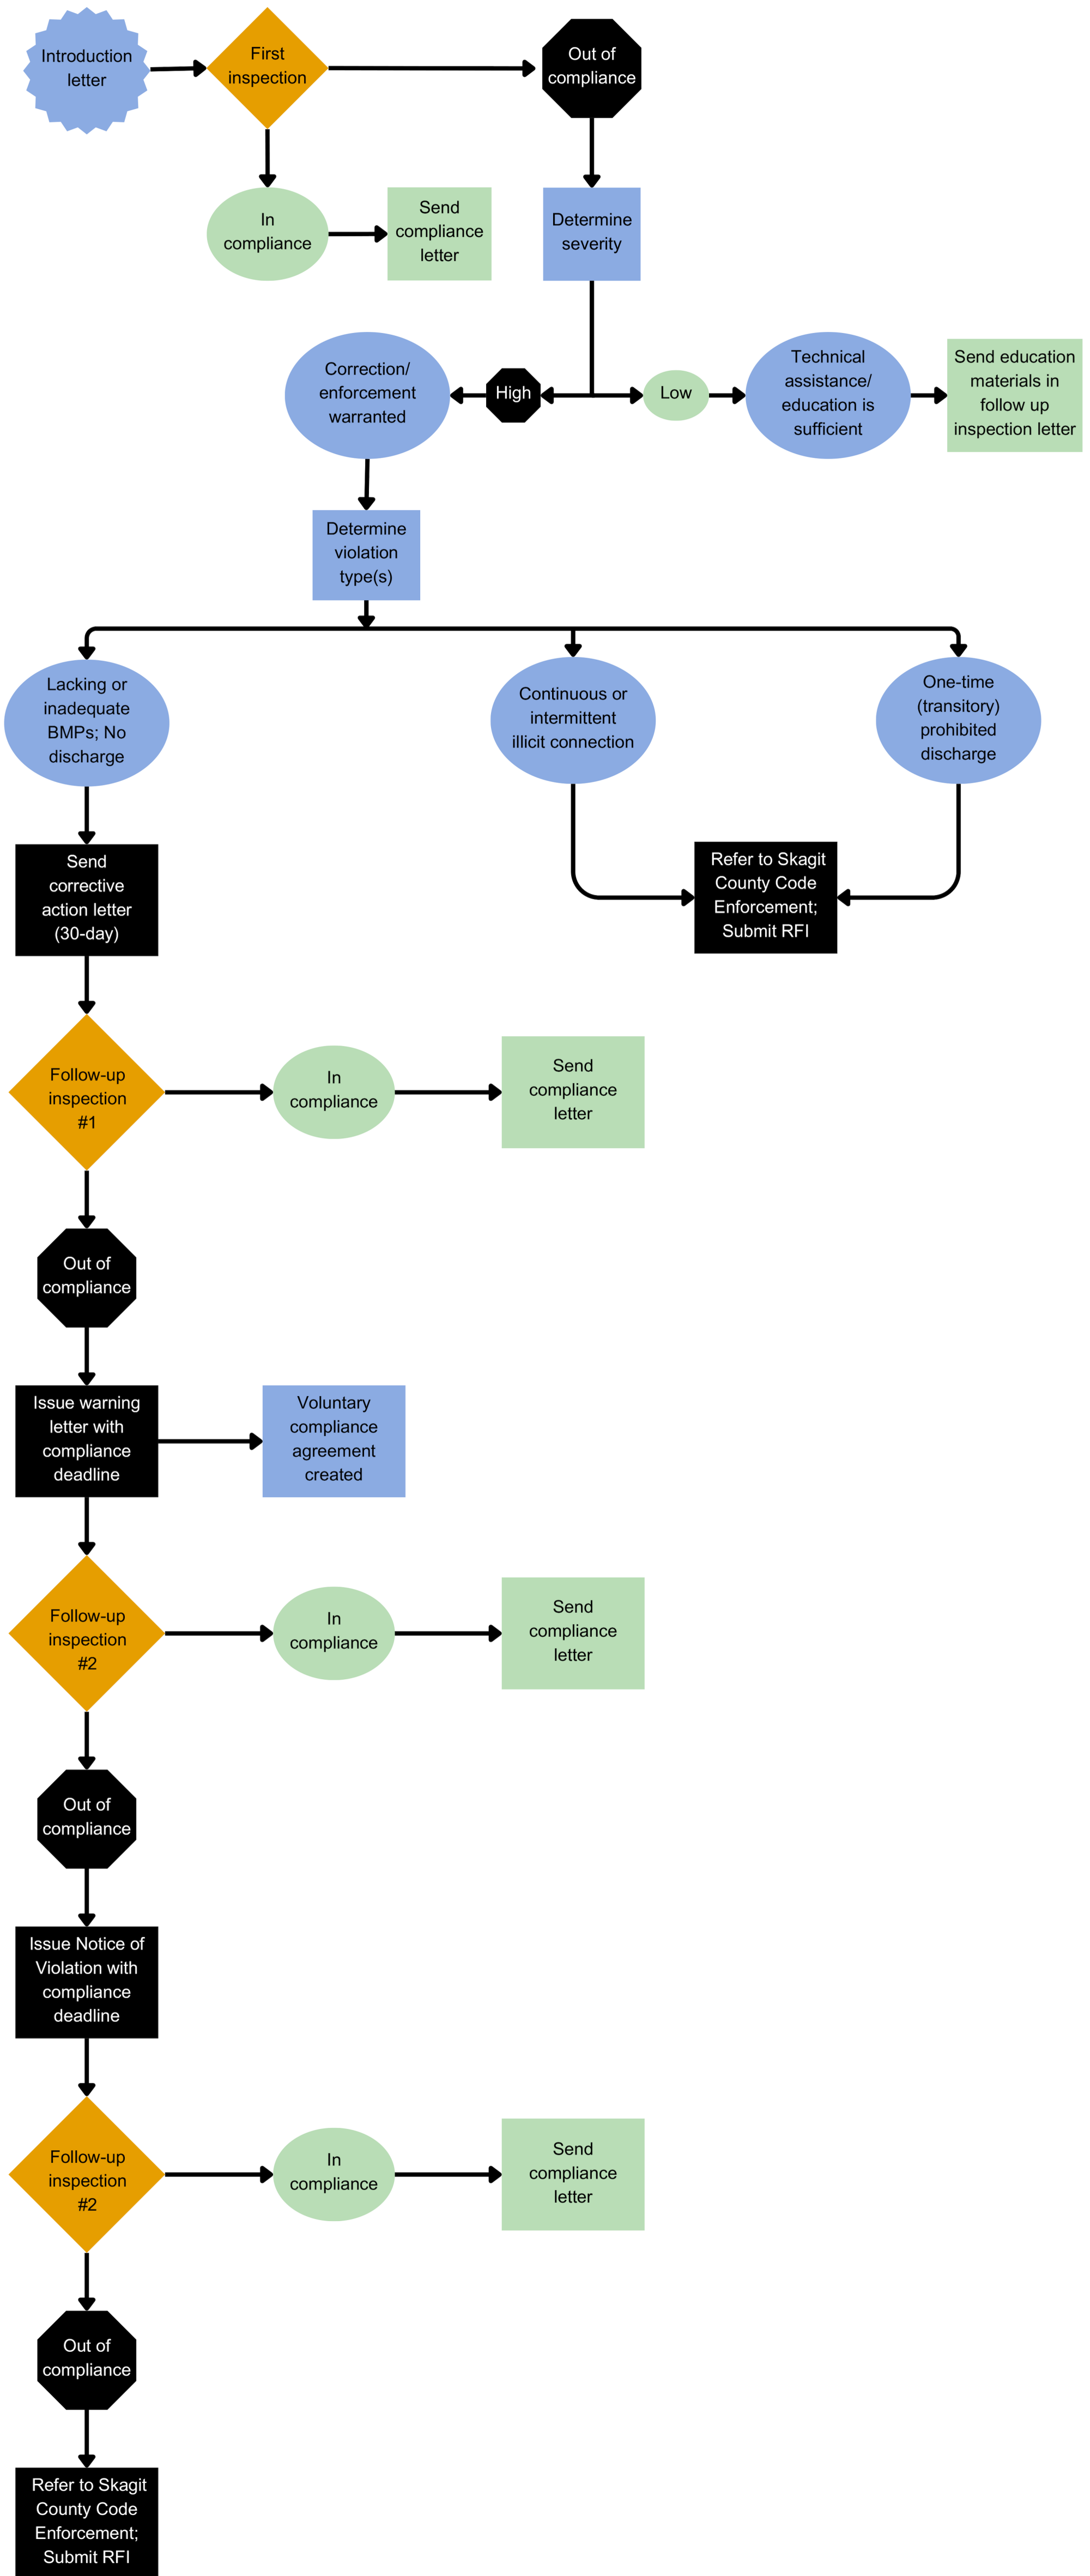 Introduction
letter
First
inspection
Out of
compliance
In
compliance
Send
compliance
letter
Determine
severity
Correction/
enforcement
warranted
High
Low
Technical
assistance/
education is
sufficient
Send education
materials in
follow up
inspection letter
Determine
violation
type(s)
Lacking or
inadequate
BMPs; No
discharge
Continuous or
intermittent
illicit connection
One-time
(transitory)
prohibited
discharge
Send
corrective
action letter
(30-day)
Refer to Skagit
County Code
Enforcement;
Submit RFI
Follow-up
inspection
#1
In
compliance
Send
compliance
letter
Out of
compliance
Issue warning
letter with
compliance
deadline
Voluntary
compliance
agreement
created
Follow-up
inspection
#2
In
compliance
Send
compliance
letter
Out of
compliance
Issue Notice of
Violation with
compliance
deadline
Follow-up
inspection
#2
In
compliance
Send
compliance
letter
Out of
compliance
Refer to Skagit
County Code
Enforcement;
Submit RFI